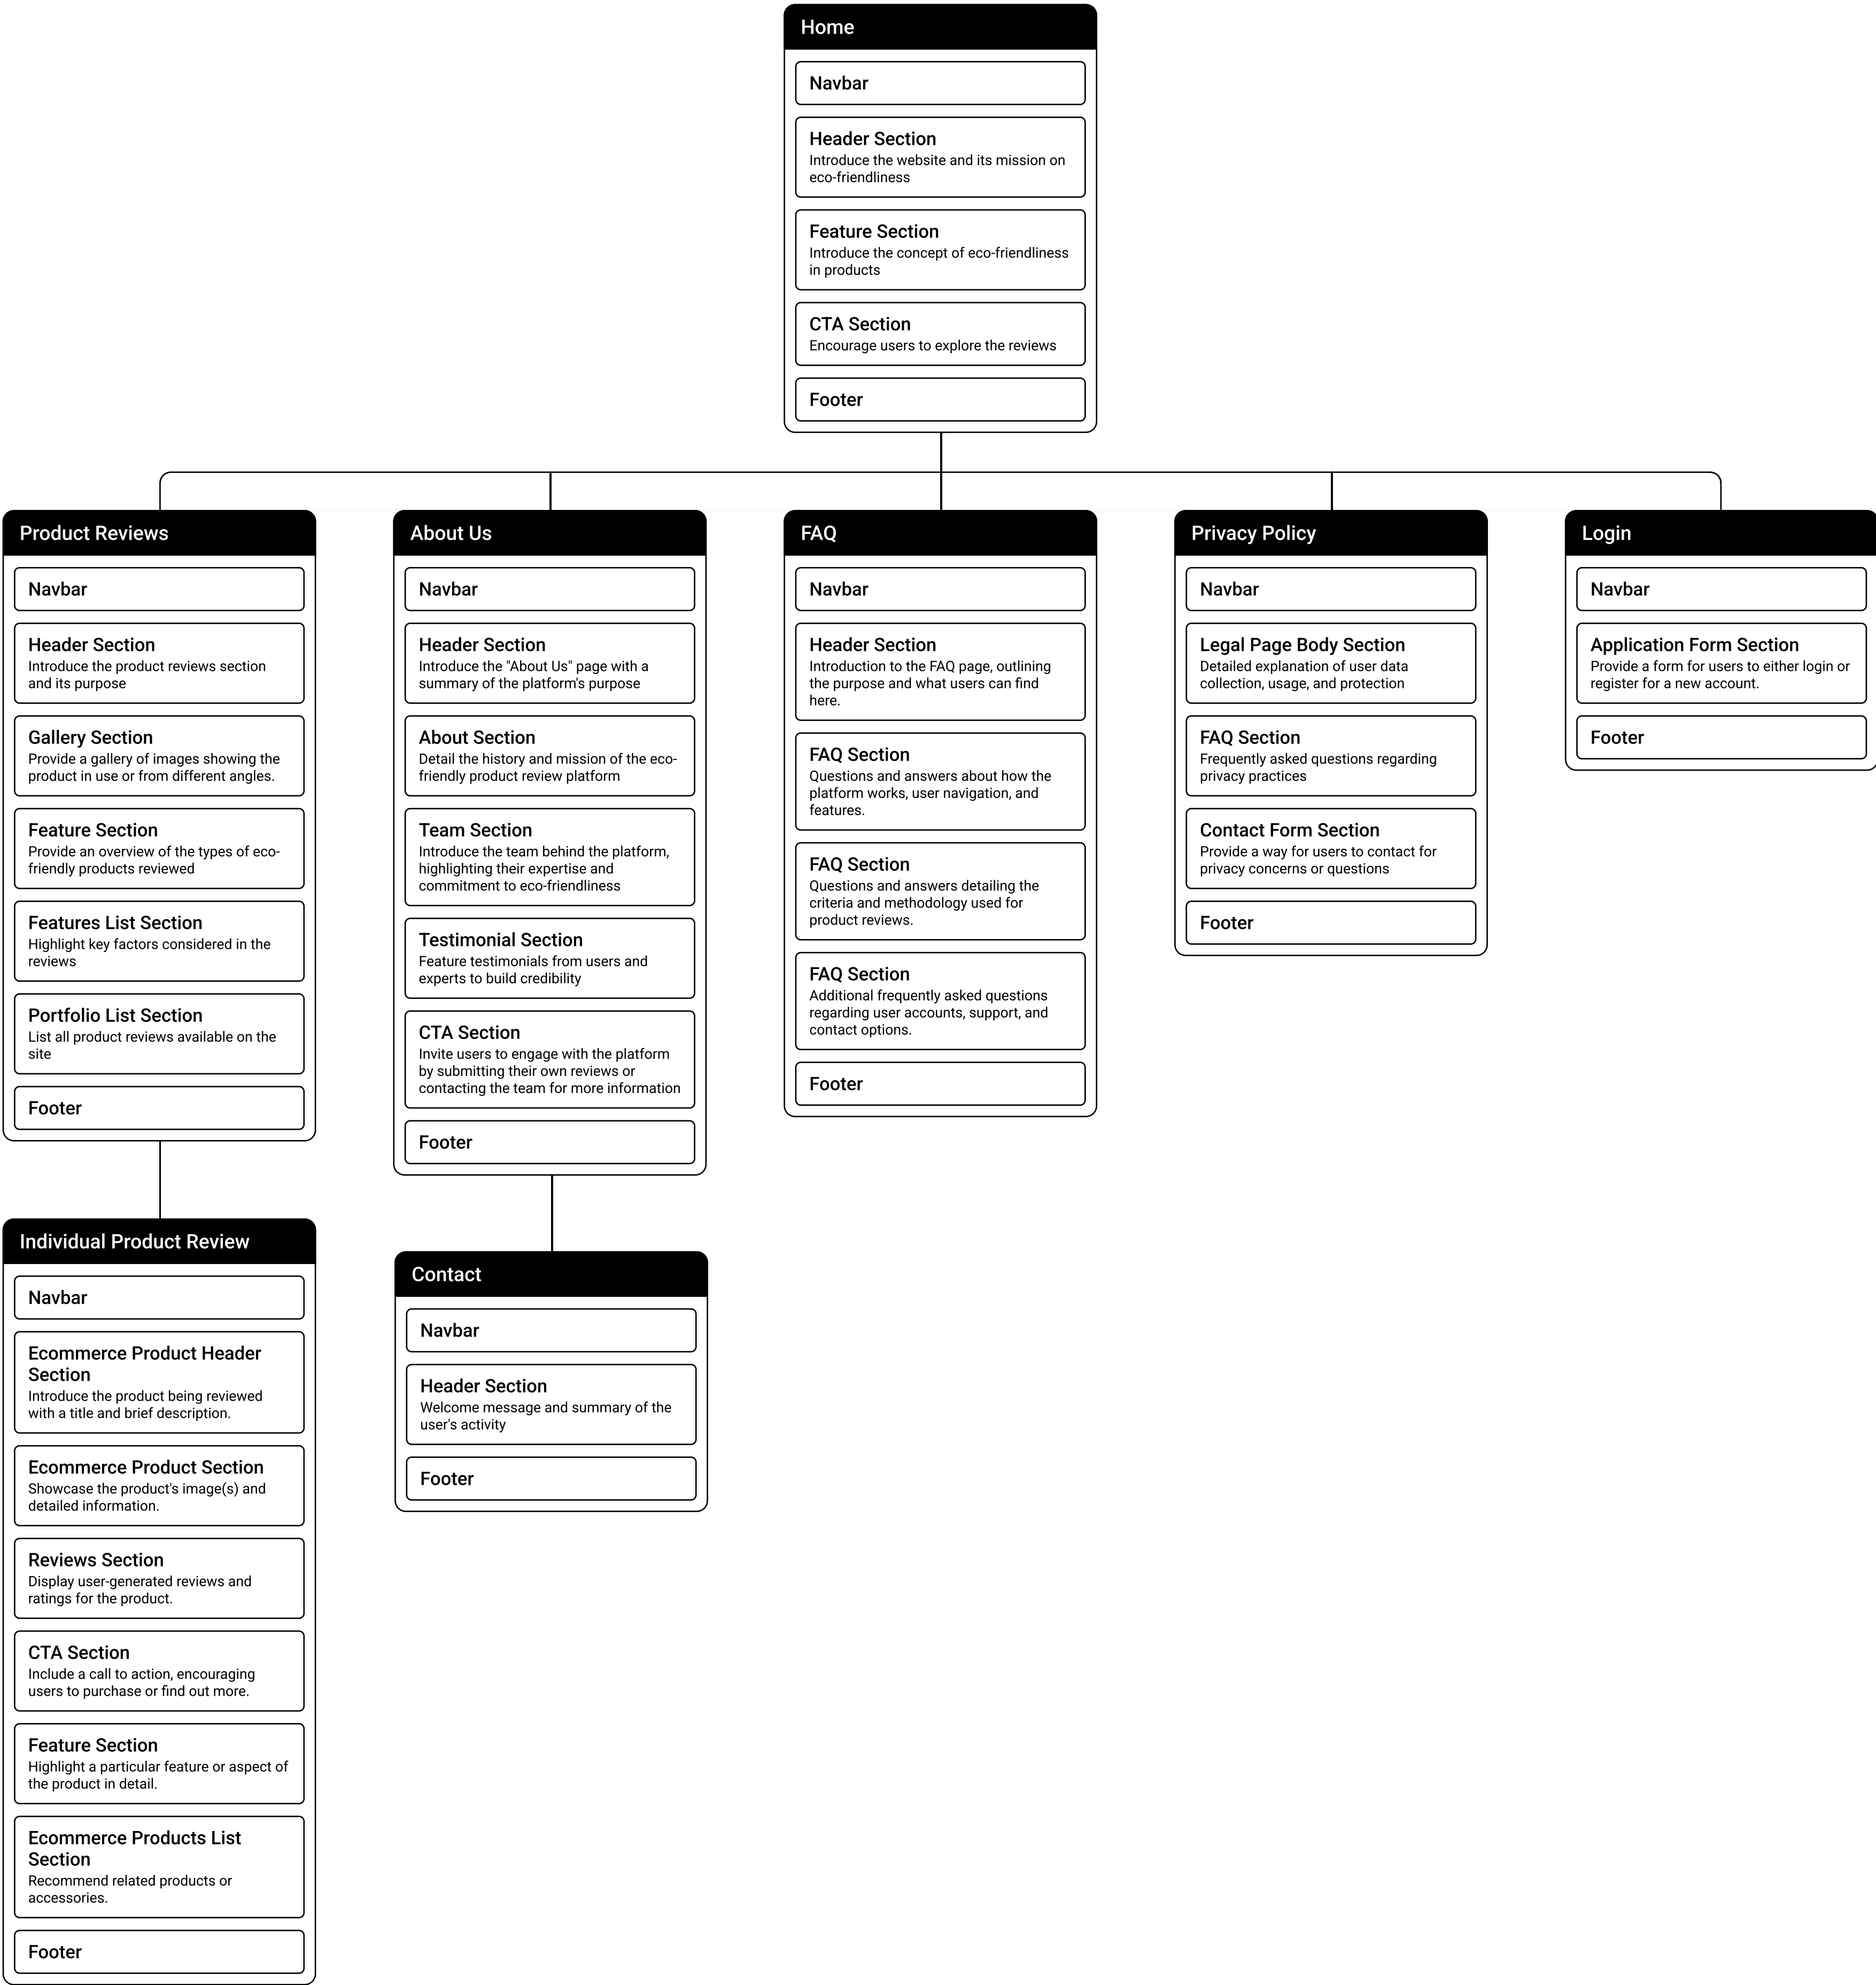 Home
Navbar
Header Section
Introduce the website and its mission on
eco-friendliness
Feature Section
Introduce the concept of eco-friendliness
in products
CTA Section
Encourage users to explore the reviews
Footer
Product Reviews
Navbar
Header Section
Introduce the product reviews section
and its purpose
Gallery Section
Provide a gallery of images showing the
product in use or from different angles.
Feature Section
Provide an overview of the types of eco-
friendly products reviewed
Features List Section
Highlight key factors considered in the
reviews
Portfolio List Section
List all product reviews available on the
site
Footer
About Us
Navbar
Header Section
Introduce the "About Us" page with a
summary of the platform's purpose
About Section
Detail the history and mission of the eco-
friendly product review platform
Team Section
Introduce the team behind the platform,
highlighting their expertise and
commitment to eco-friendliness
Testimonial Section
Feature testimonials from users and
experts to build credibility
CTA Section
Invite users to engage with the platform
by submitting their own reviews or
contacting the team for more information
Footer
FAQ
Navbar
Header Section
Introduction to the FAQ page, outlining
the purpose and what users can find
here.
FAQ Section
Questions and answers about how the
platform works, user navigation, and
features.
FAQ Section
Questions and answers detailing the
criteria and methodology used for
product reviews.
FAQ Section
Additional frequently asked questions
regarding user accounts, support, and
contact options.
Footer
Privacy Policy
Navbar
Legal Page Body Section
Detailed explanation of user data
collection, usage, and protection
FAQ Section
Frequently asked questions regarding
privacy practices
Contact Form Section
Provide a way for users to contact for
privacy concerns or questions
Footer
Login
Navbar
Application Form Section
Provide a form for users to either login or
register for a new account.
Footer
Individual Product Review
Navbar
Ecommerce Product Header
Section
Introduce the product being reviewed
with a title and brief description.
Ecommerce Product Section
Showcase the product's image(s) and
detailed information.
Reviews Section
Display user-generated reviews and
ratings for the product.
CTA Section
Include a call to action, encouraging
users to purchase or find out more.
Feature Section
Highlight a particular feature or aspect of
the product in detail.
Ecommerce Products List
Section
Recommend related products or
accessories.
Footer
Contact
Navbar
Header Section
Welcome message and summary of the
user's activity
Footer